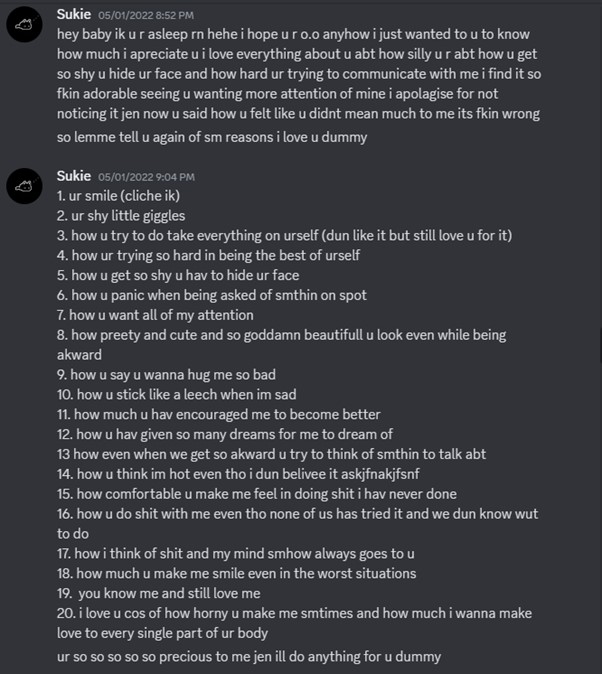 Sukie 05/01/2022 8:52 PM
hey baby ik u r asleep rn hehe i hope u r o.o anyhow i just wanted to u to know
how much i apreciate u i love everything about u abt how silly u r abt how u get
so shy u hide ur face and how hard ur trying to communicate with me i find it so
fkin adorable seeing u wanting more attention of mine i apolagise for not
noticing it jen now u said how u felt like u didnt mean much to me its fkin wrong
so lemme tell u again of sm reasons i love u dummy
Sukie 05/01/2022 9:04 PM
1. ur smile (cliche ik)
2. ur shy little giggles
3. how u try to do take everything on urself (dun like it but still love u for it)
4. how ur trying so hard in being the best of urself
5. how u get so shy u hav to hide ur face
6. how u panic when being asked of smthin on spot
7. how u want all of my attention
8. how preety and cute and so goddamn beautifull u look even while being
akward
9. how u say u wanna hug me so bad
10. how u stick like a leech when im sad
11. how much u hav encouraged me to become better
12. how u hav given so many dreams for me to dream of
13 how even when we get so akward u try to think of smthin to talk abt
14. how u think im hot even tho i dun belivee it askjfnakjfsnf
15. how comfortable u make me feel in doing shit i hav never done
16. how u do shit with me even tho none of us has tried it and we dun know wut
to do
17. how i think of shit and my mind smhow always goes to u
18. how much u make me smile even in the worst situations
19. you know me and still love me
20. i love u cos of how horny u make me smtimes and how much i wanna make
love to every single part of ur body
ur so so so so so precious to me jen ill do anything for u dummy